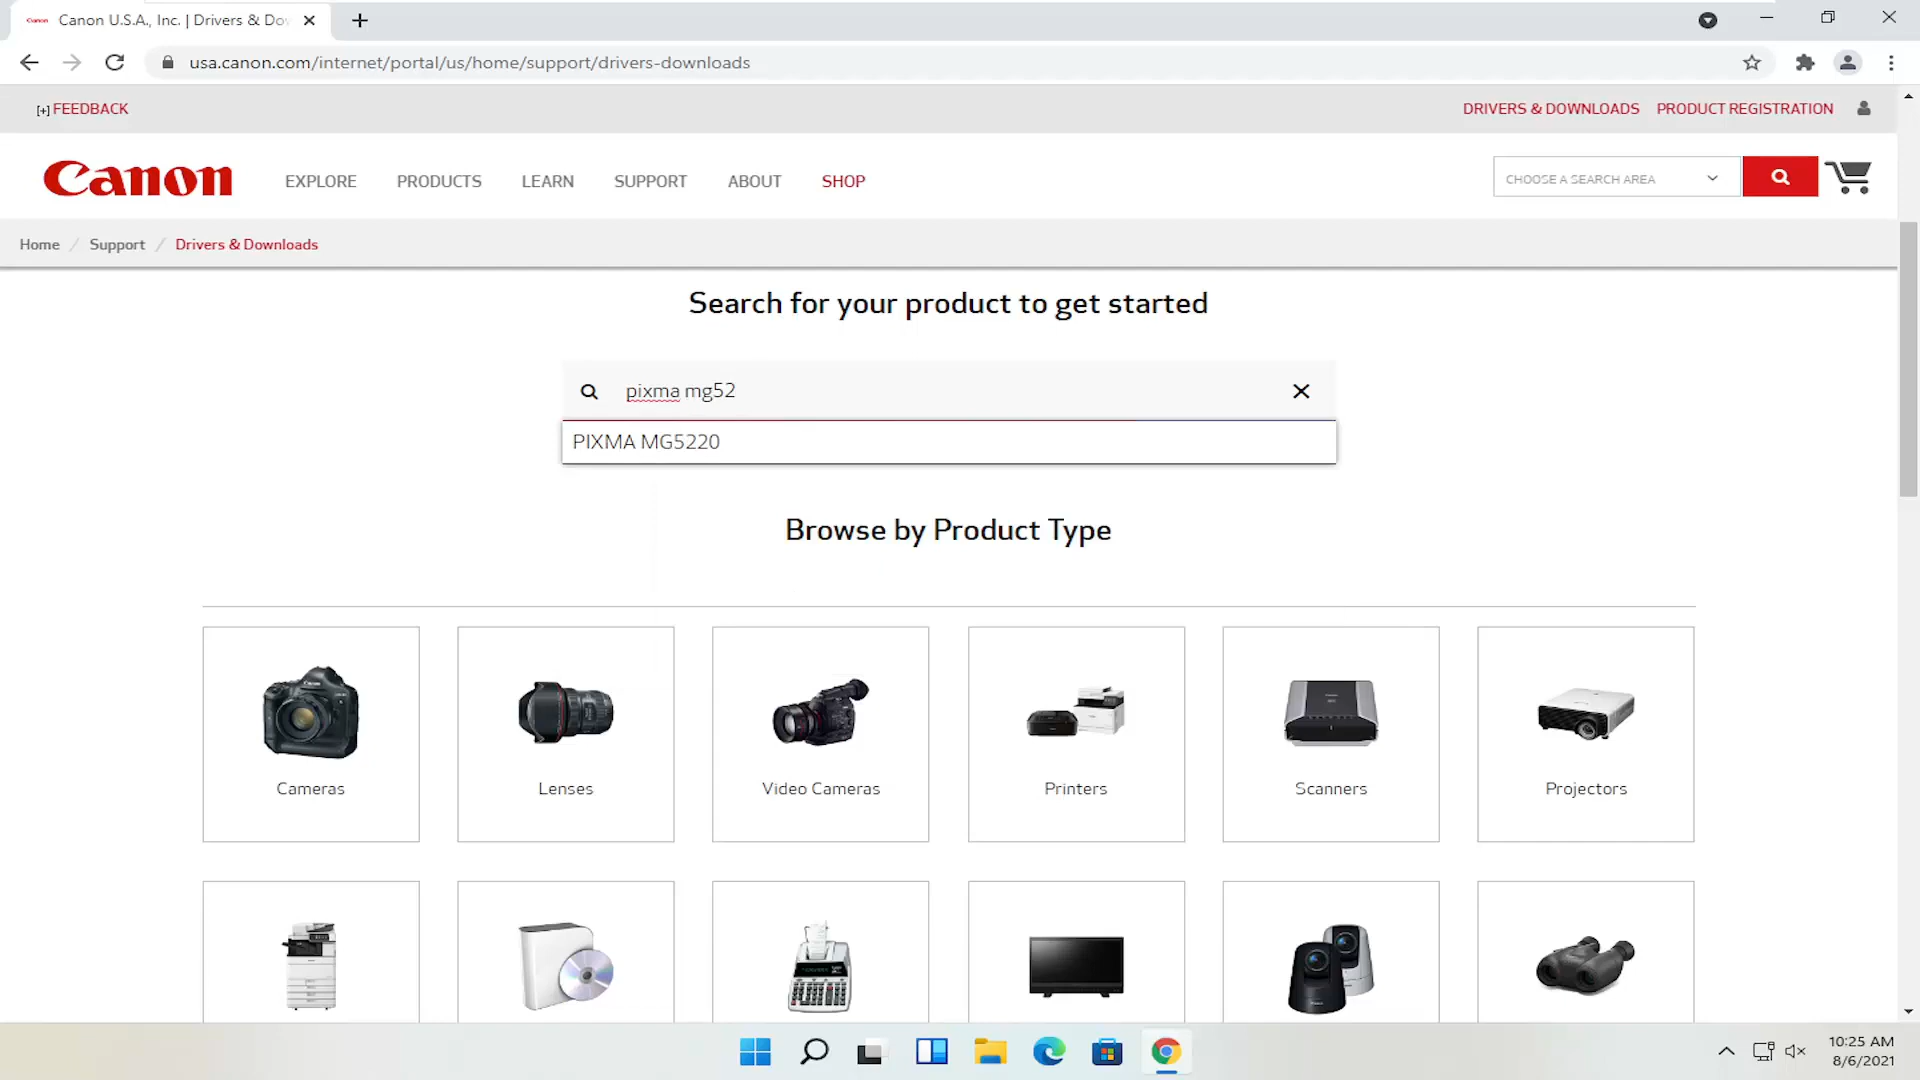 Canon U.S.A., Inc. | Drivers & Do
usa.canon.com/internet/portal/us/home/support/drivers-downloads
[+] FEEDBACK
DRIVERS & DOWNLOADS PRODUCT REGISTRATION
Canon EXPLORE PRODUCTS LEARN SUPPORT ABOUT SHOP CHOOSE A SEARCH AREA
Home / Support / Drivers & Downloads
Search for your product to get started
pixma mg52
PIXMA MG5220
Browse by Product Type
Cameras Lenses Video Cameras Printers Scanners Projectors
10:25 AM
8/6/2021